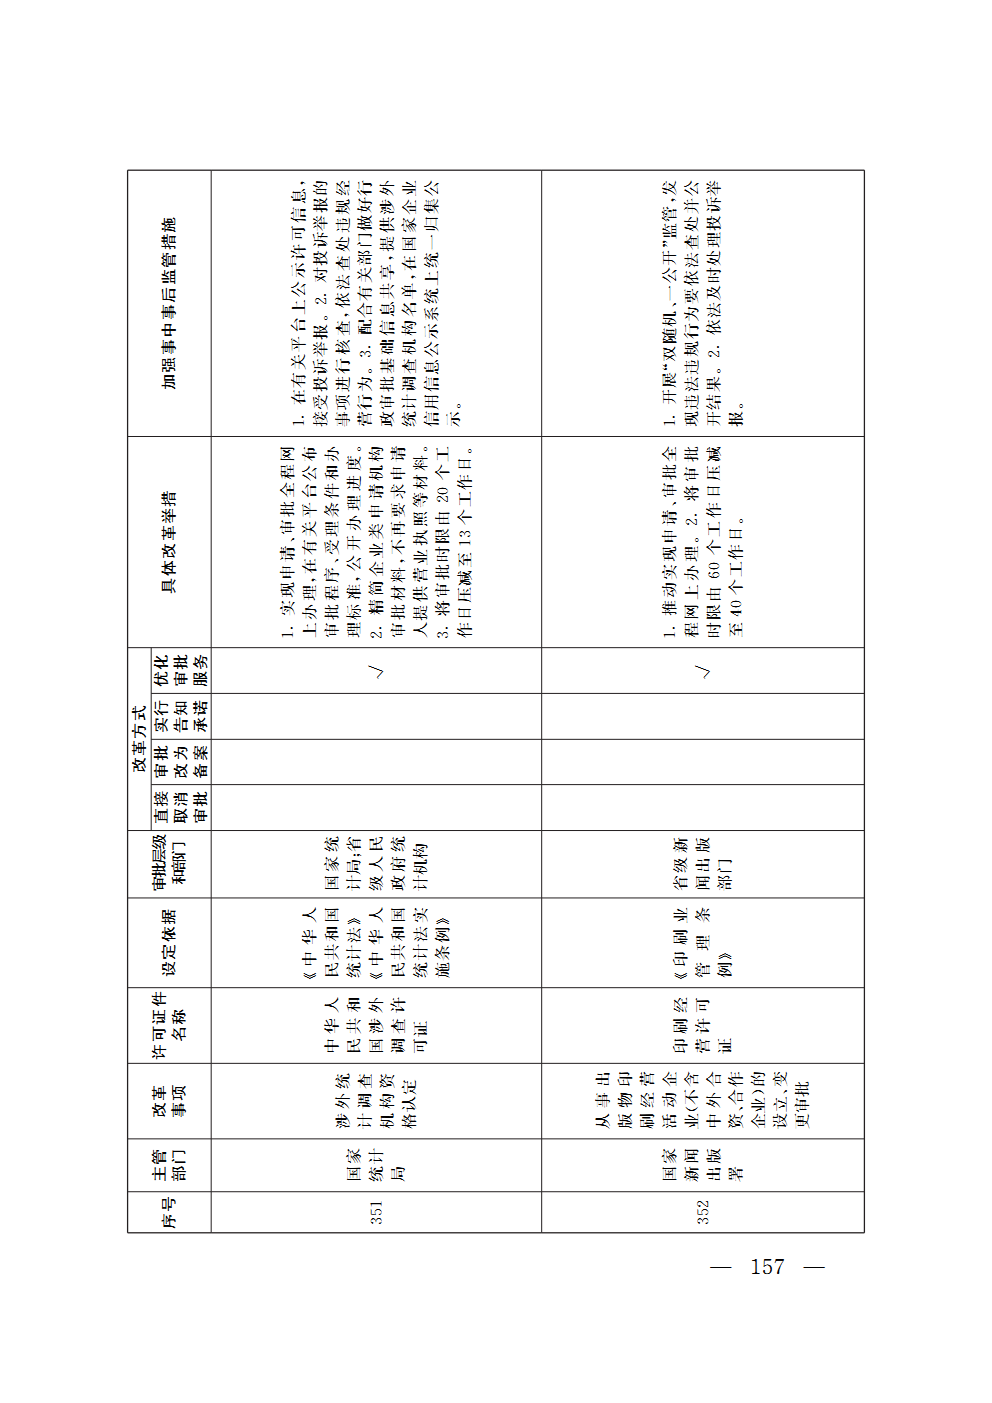 序号
主管
部门
改革
事项
许可证件
名称
设定依据
审批层级
和部门
改革方式
直接
取消
审批
审批
改为
备案
实行
告知
承诺
优化
审批
服务
具体改革举措
加强事中事后监管措施
351
国家
统计
局
涉外统
计调查
机构资
格认定
中华人
民共和
国涉外
调查许
可证
《中华人
民共和国
统计法》
《中华人
民共和国
统计法实
施条例》
国家统
计局;省
级人民
政府统
计机构
√
1. 实现申请、审批全程网
上办理,在有关平台公布
审批程序、受理条件和办
理标准,公开办理进度。
2. 精简企业类申请机构
审批材料,不再要求申请
人提供营业执照等材料。
3. 将审批时限由 20 个工
作日压减至 13 个工作日。
1. 在有关平台上公示许可信息,
接受投诉举报。2. 对投诉举报的
事项进行核查,依法查处违规经
营行为。3. 配合有关部门做好行
政审批基础信息共享,提供涉外
统计调查机构名单,在国家企业
信用信息公示系统上统一归集公
示。
352
国家
新闻
出版
署
从事出
版物印
刷经营
活动企
业(不含
中外合
资、合作
企业)的
设立、变
更审批
印刷经
营许可
证
《印刷业
管理条
例》
省级新
闻出版
部门
√
1. 推动实现申请、审批全
程网上办理。2. 将审批
时限由 60 个工作日压减
至 40 个工作日。
1. 开展“双随机、一公开”监管,发
现违法违规行为要依法查处并公
开结果。2. 依法及时处理投诉举
报。
— 157 —